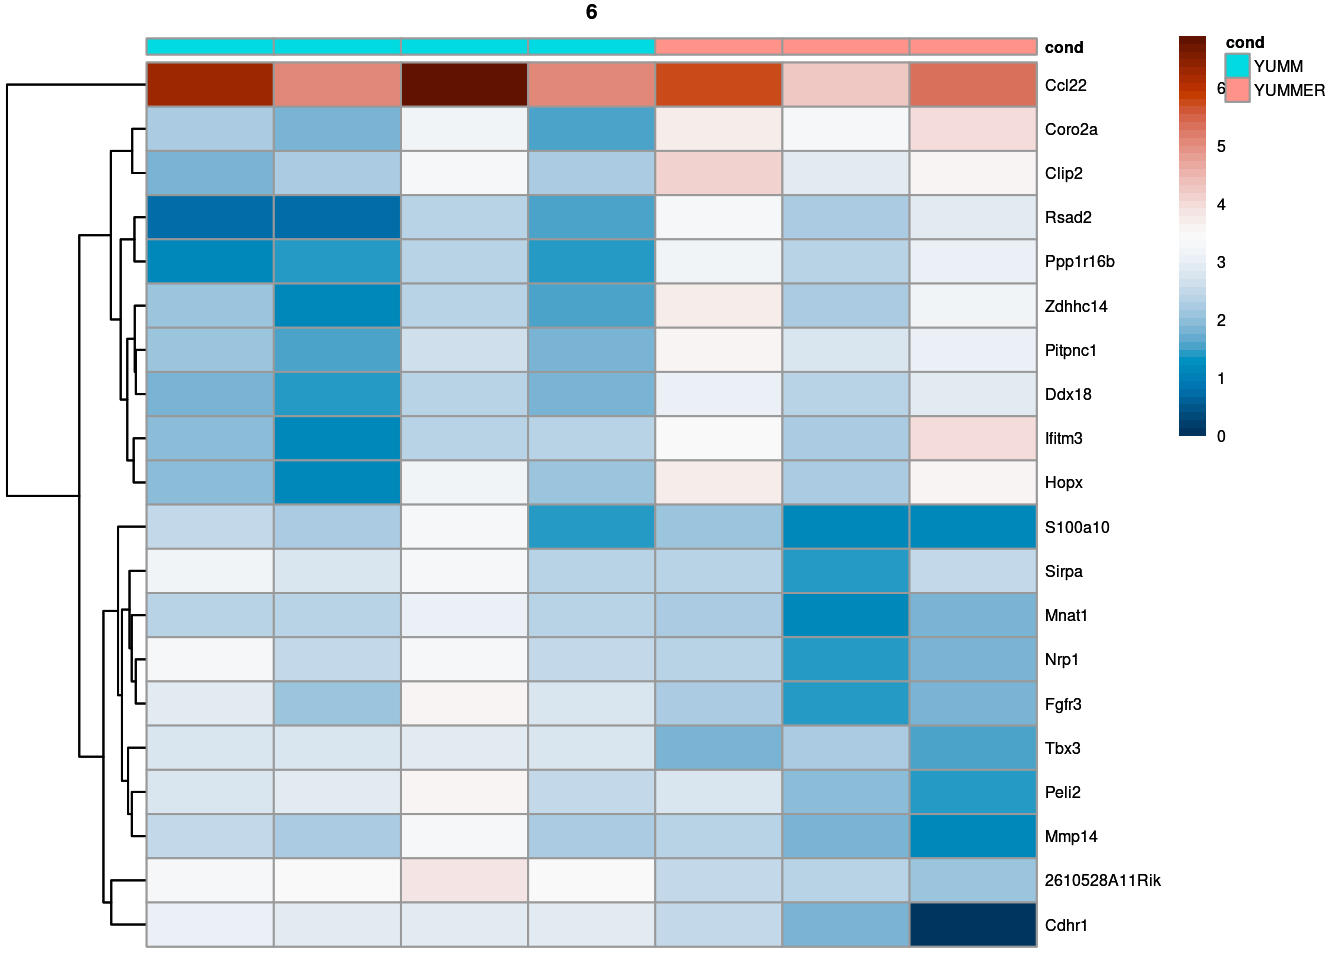 6
cond
Ccl22
Coro2a
Clip2
Rsad2
Ppp1r16b
Zdhhc14
Pitpnc1
Ddx18
Ifitm3
Hopx
S100a10
Sirpa
Mnat1
Nrp1
Fgfr3
Tbx3
Peli2
Mmp14
2610528A11Rik
Cdhr1
6
5
4
3
2
1
0
cond
YUMM
YUMMER